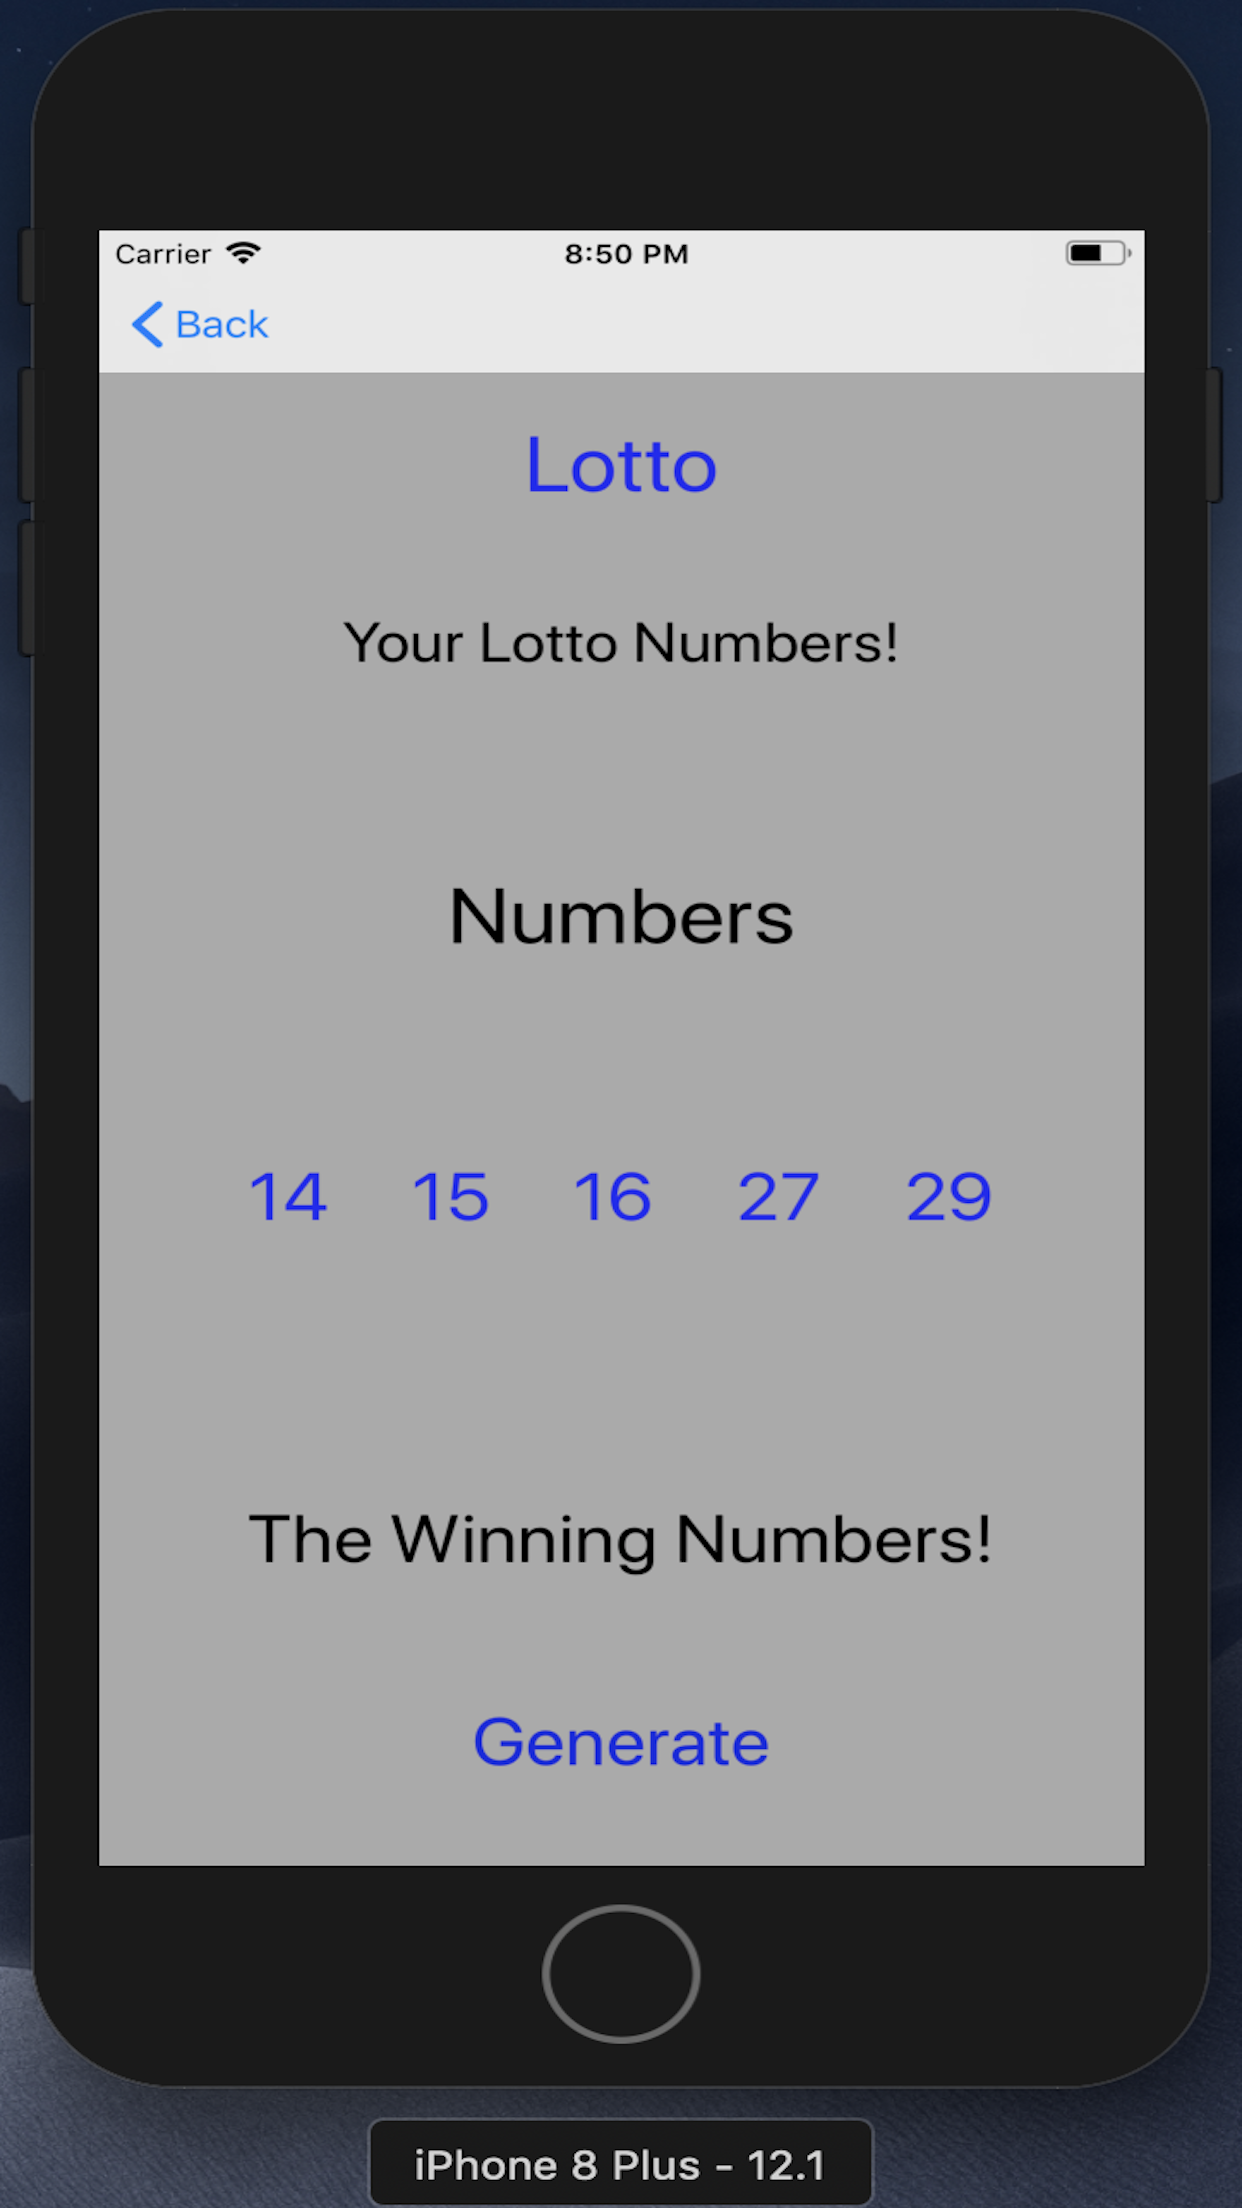 Carrier 8:50 PM
Back
Lotto
Your Lotto Numbers!
Numbers
14 15 16 27 29
The Winning Numbers!
Generate
iPhone 8 Plus - 12.1